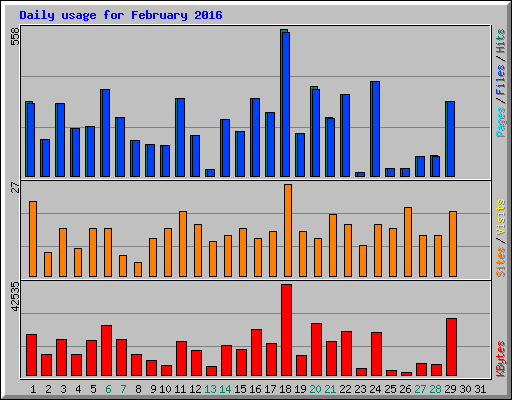 Daily usage for February 2016
558
Pages / Files / Hits
27
Sites / Visits
42535
KBytes
1 2 3 4 5 6 7 8 9 10 11 12 13 14 15 16 17 18 19 20 21 22 23 24 25 26 27 28 29 30 31